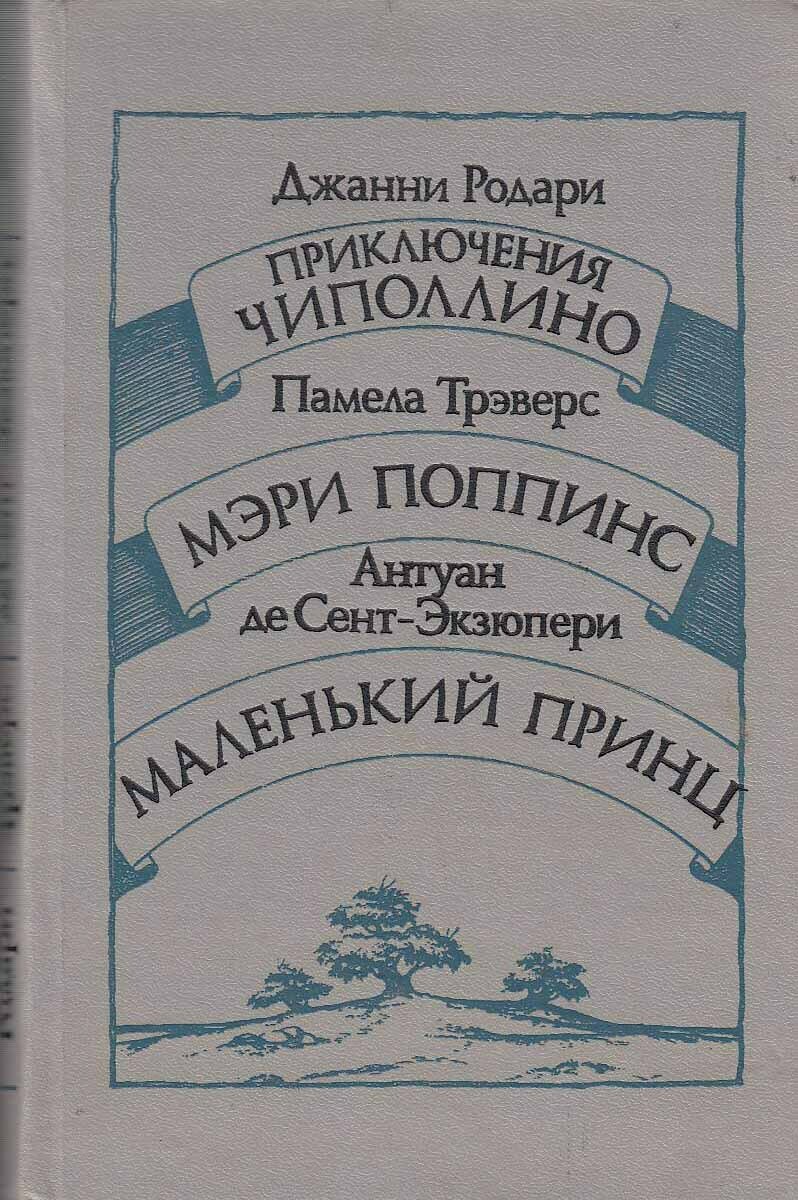 Джанни Родари
ПРИКЛЮЧЕНИЯ
ЧИПОЛЛИНО
Памела Трэверс
МЭРИ ПОППИНС
Антуан
де Сент-Экзюпери
МАЛЕНЬКИЙ ПРИНЦ